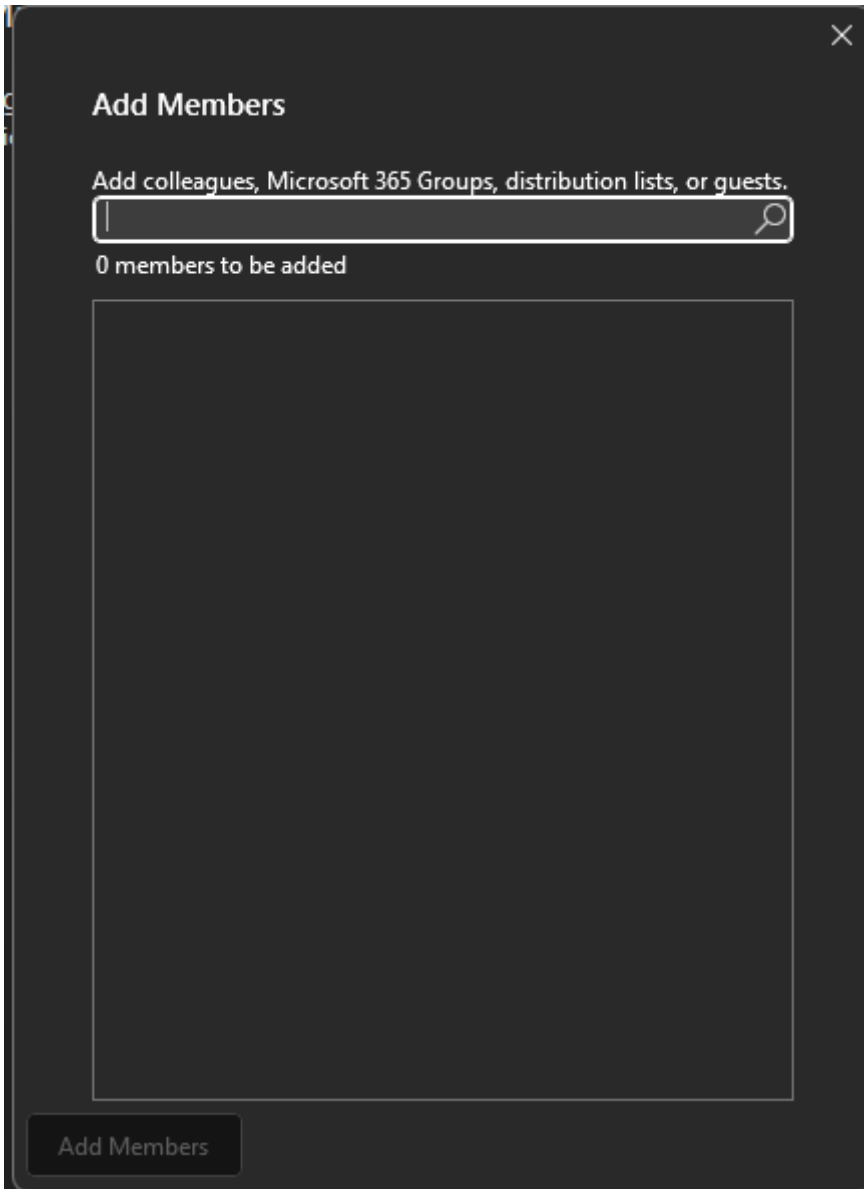 Add Members
Add colleagues, Microsoft 365 Groups, distribution lists, or guests.
0 members to be added
Add Members